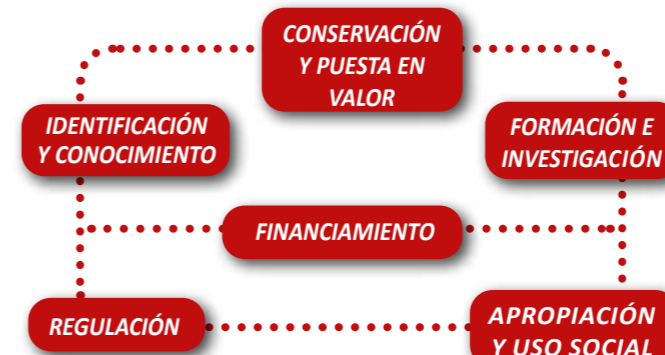 CONSERVACIÓN
Y PUESTA EN
VALOR
IDENTIFICACIÓN
Y CONOCIMIENTO
FORMACIÓN E
INVESTIGACIÓN
FINANCIAMIENTO
REGULACIÓN
APROPIACIÓN
Y USO SOCIAL